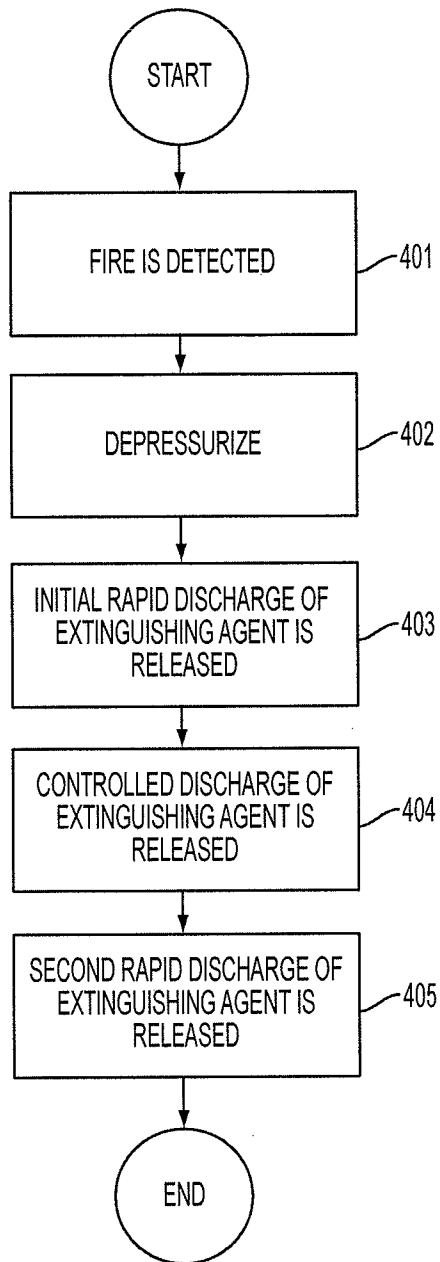 START
FIRE IS DETECTED
401
DEPRESSURIZE
402
INITIAL RAPID DISCHARGE OF
EXTINGUISHING AGENT IS
RELEASED
403
CONTROLLED DISCHARGE OF
EXTINGUISHING AGENT IS
RELEASED
404
SECOND RAPID DISCHARGE OF
EXTINGUISHING AGENT IS
RELEASED
405
END